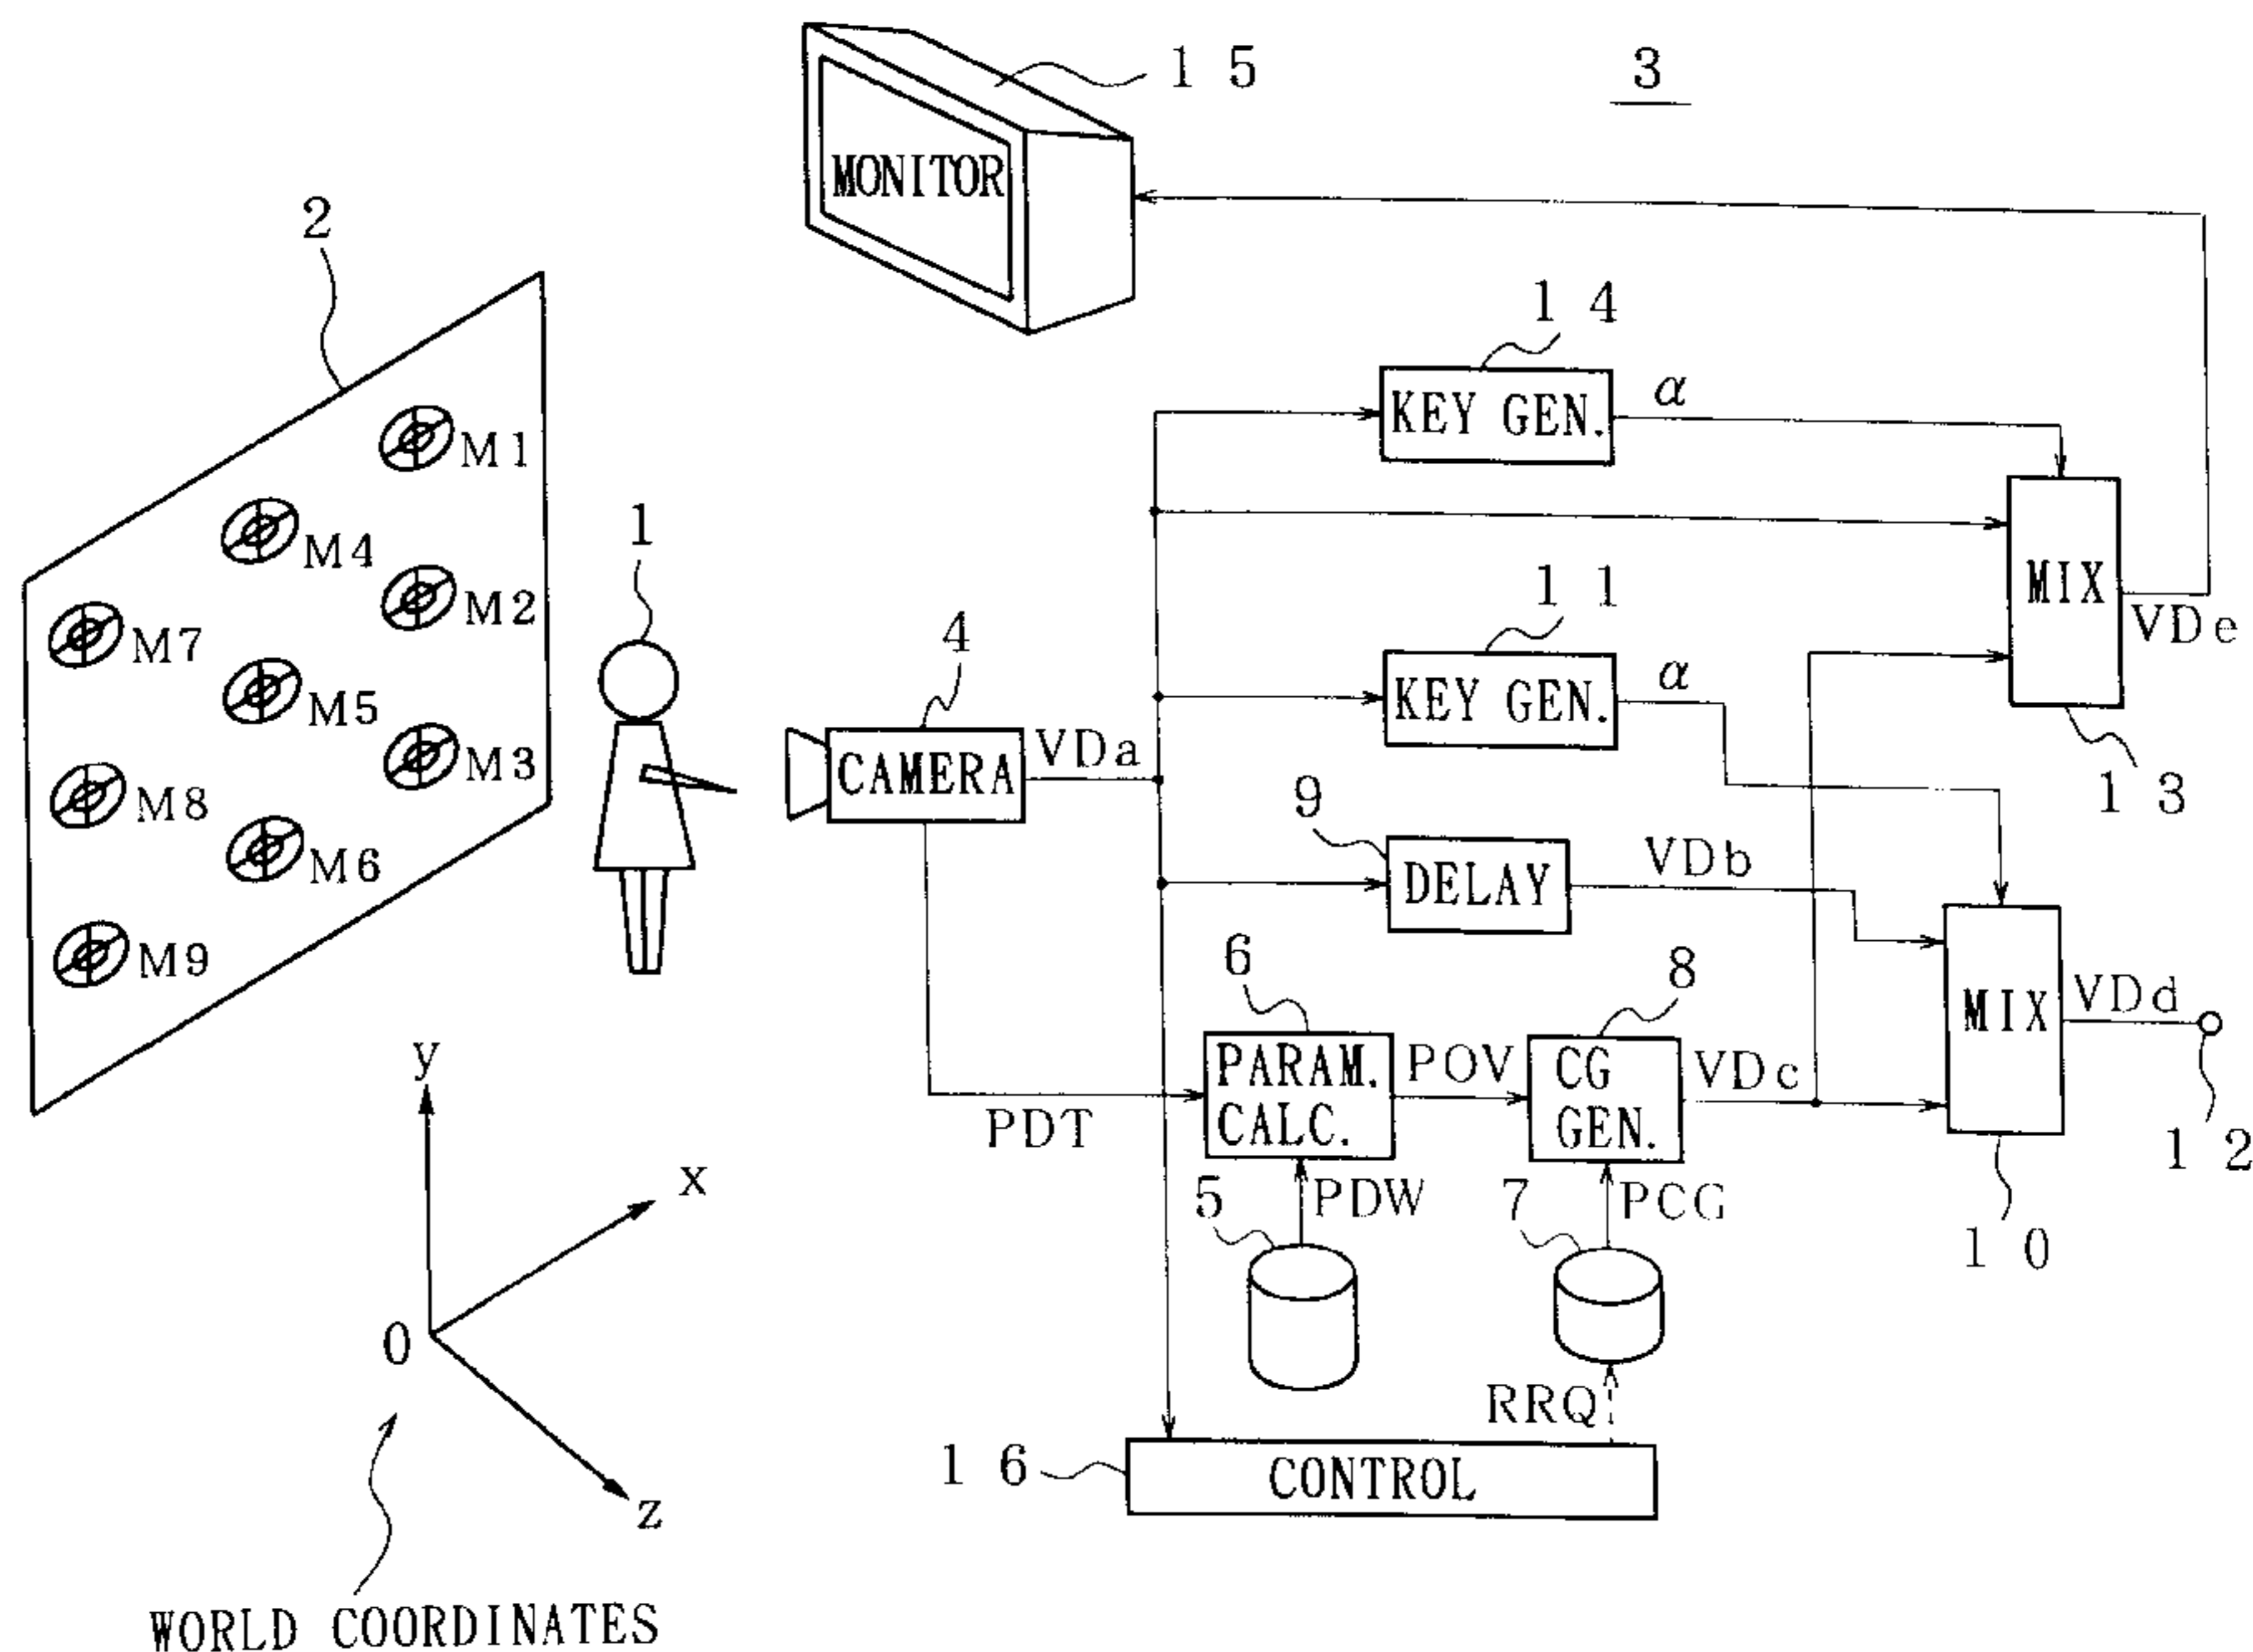 15
3
MONITOR
2
14
KEY GEN.
α
M1
M4
1
M2
11
MIX
VDe
M7
M5
4
KEY GEN.
α
M3
CAMERA
VDa
13
M8
9
DELAY
VDb
M6
M9
6
8
MIX
VDd
PARAM.
CALC.
POV
CG
GEN.
VDc
y
PDT
12
x
5
PDW
7
PCG
10
0
RRQ
16
CONTROL
z
WORLD COORDINATES